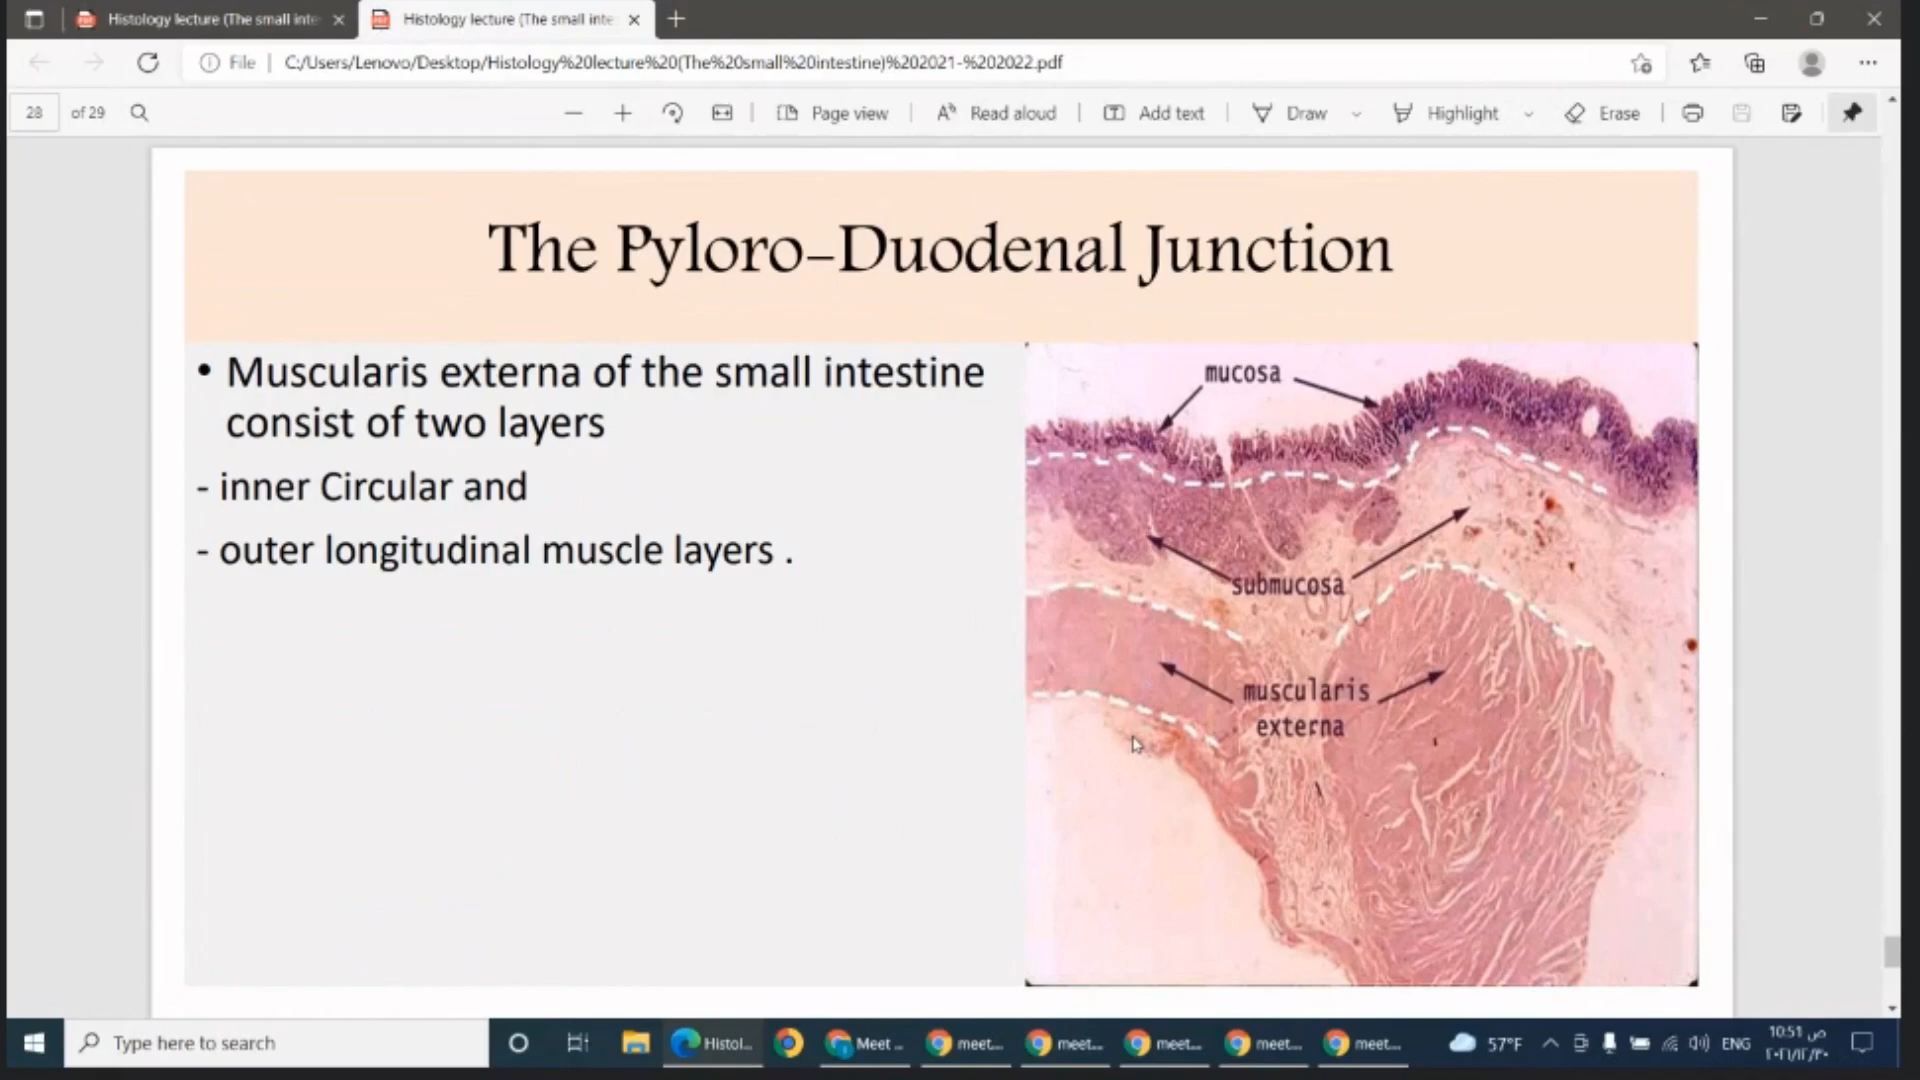 Histology lecture (The small inte
Histology lecture (The small inte
File
C:/Users/Lenovo/Desktop/Histology%20lecture%20(The%20small%20intestine)%202021-%202022.pdf
28 of 29
Page view
Read aloud
Add text
Draw
Highlight
Erase
The Pyloro-Duodenal Junction
• Muscularis externa of the small intestine
consist of two layers
- inner Circular and
- outer longitudinal muscle layers .
mucosa
submucosa
muscularis
externa
Type here to search
Histol...
Meet ...
meet...
meet...
meet...
meet...
meet...
57°F
ENG
10:51 ص